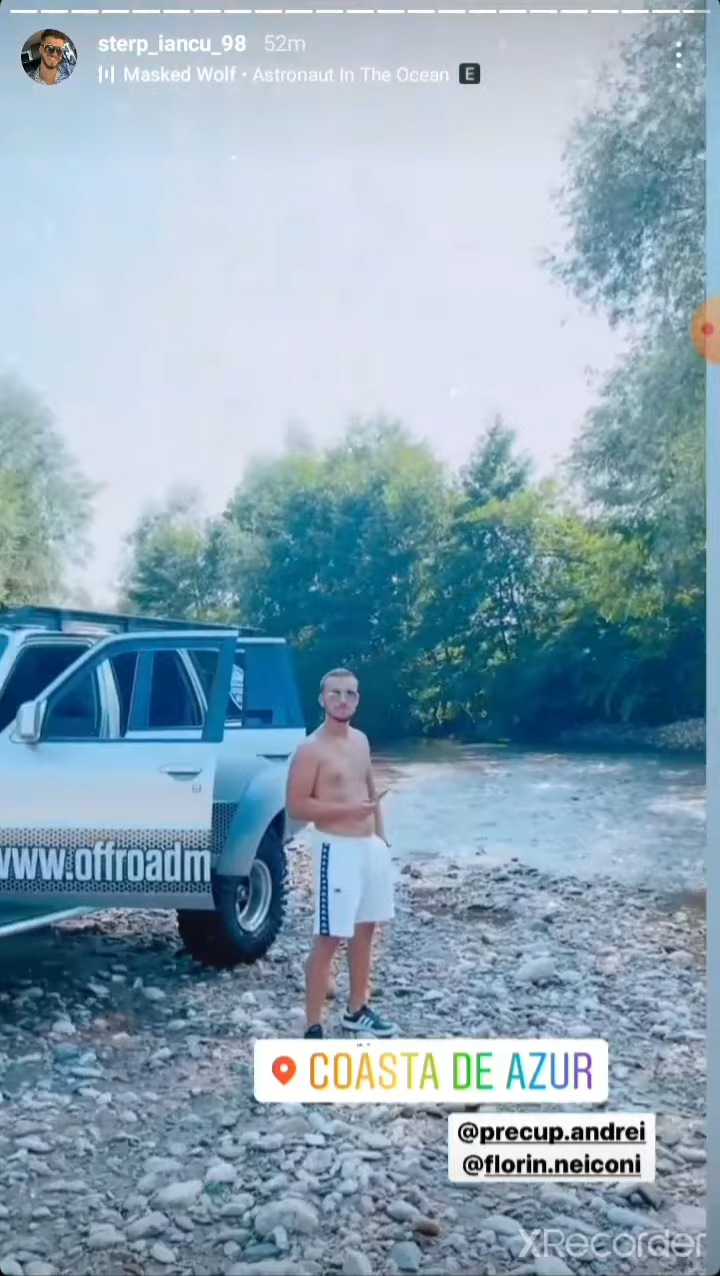 sterp_iancu_98 52m
Masked Wolf • Astronaut In The Ocean E
www.offroadm
COASTA DE AZUR
@precup.andrei
@florin.neiconi
XRecorder